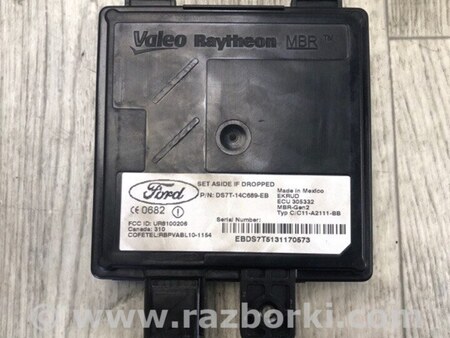 Valeo Raytheon MBR™
Ford
SET ASIDE IF DROPPED
P/N: DS7T-14C689-EB
Made in Mexico
EKRUD
ECU 305332
MBR-Gen2
Typ C/C11-A2111-BB
CE 0682 !
FCC ID: UR8100206
Canada: 310
COFETEL:RBPVABL10-1154
Serial Number:
EBDS7T5131170573
www.razborki.com